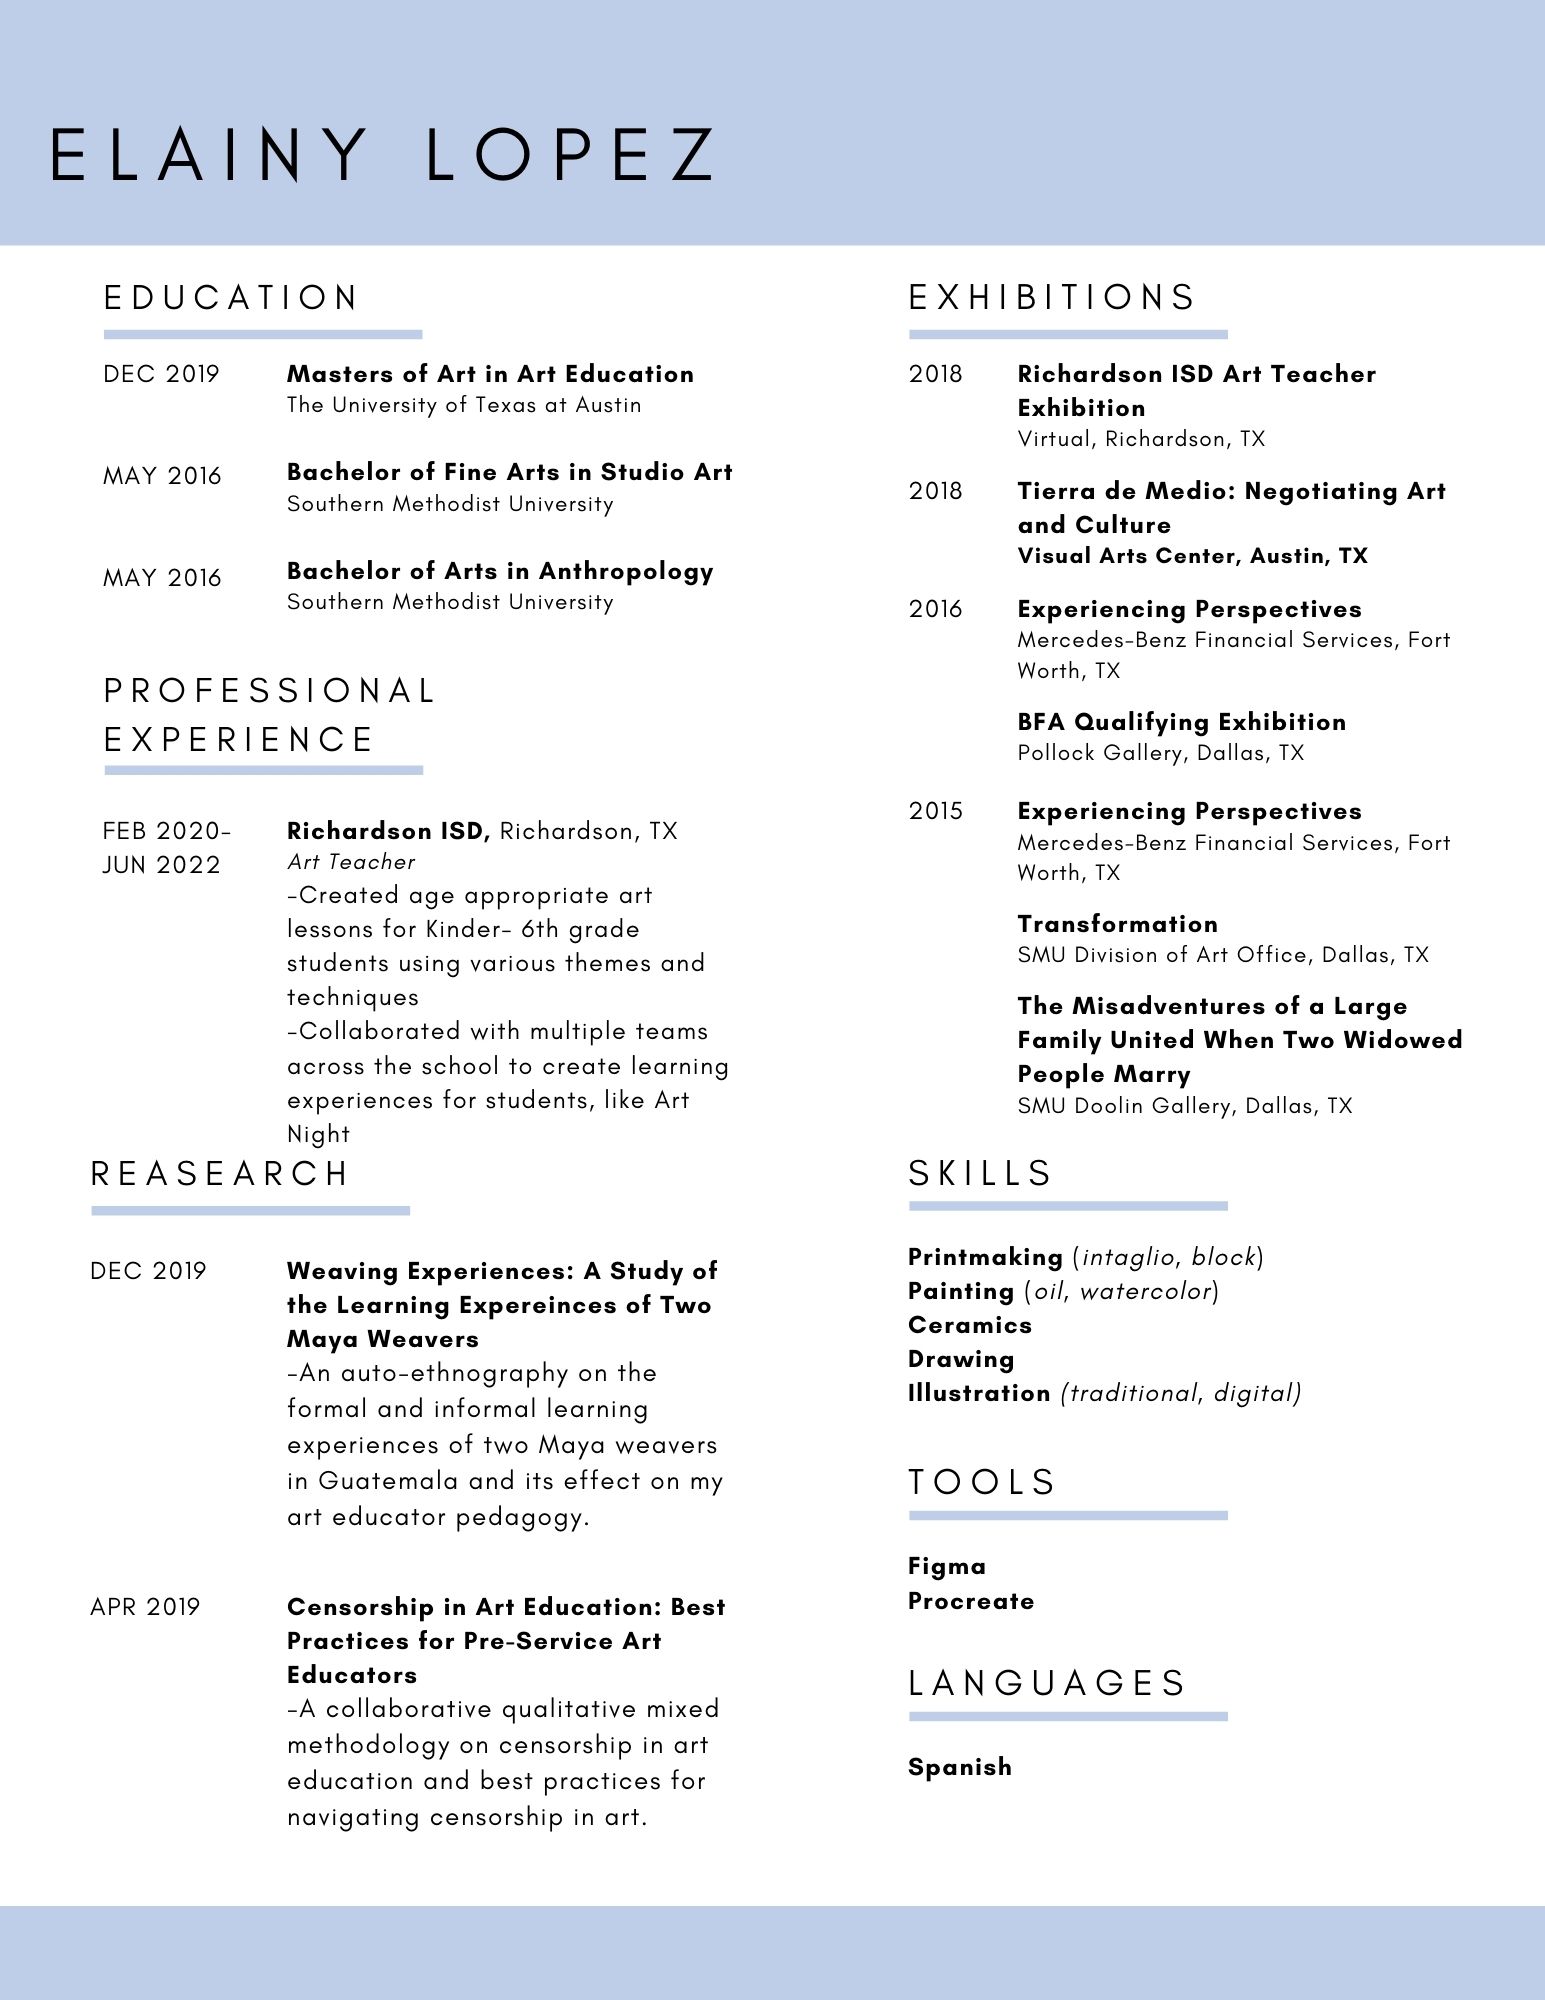 ELAINY LOPEZ
EDUCATION
DEC 2019
Masters of Art in Art Education
The University of Texas at Austin
MAY 2016
Bachelor of Fine Arts in Studio Art
Southern Methodist University
MAY 2016
Bachelor of Arts in Anthropology
Southern Methodist University
PROFESSIONAL
EXPERIENCE
FEB 2020-
JUN 2022
Richardson ISD, Richardson, TX
Art Teacher
-Created age appropriate art
lessons for Kinder- 6th grade
students using various themes and
techniques
-Collaborated with multiple teams
across the school to create learning
experiences for students, like Art
Night
REASEARCH
DEC 2019
Weaving Experiences: A Study of
the Learning Expereinces of Two
Maya Weavers
-An auto-ethnography on the
formal and informal learning
experiences of two Maya weavers
in Guatemala and its effect on my
art educator pedagogy.
APR 2019
Censorship in Art Education: Best
Practices for Pre-Service Art
Educators
-A collaborative qualitative mixed
methodology on censorship in art
education and best practices for
navigating censorship in art.
EXHIBITIONS
2018
Richardson ISD Art Teacher
Exhibition
Virtual, Richardson, TX
2018
Tierra de Medio: Negotiating Art
and Culture
Visual Arts Center, Austin, TX
2016
Experiencing Perspectives
Mercedes-Benz Financial Services, Fort
Worth, TX
BFA Qualifying Exhibition
Pollock Gallery, Dallas, TX
2015
Experiencing Perspectives
Mercedes-Benz Financial Services, Fort
Worth, TX
Transformation
SMU Division of Art Office, Dallas, TX
The Misadventures of a Large
Family United When Two Widowed
People Marry
SMU Doolin Gallery, Dallas, TX
SKILLS
Printmaking (intaglio, block)
Painting (oil, watercolor)
Ceramics
Drawing
Illustration (traditional, digital)
TOOLS
Figma
Procreate
LANGUAGES
Spanish